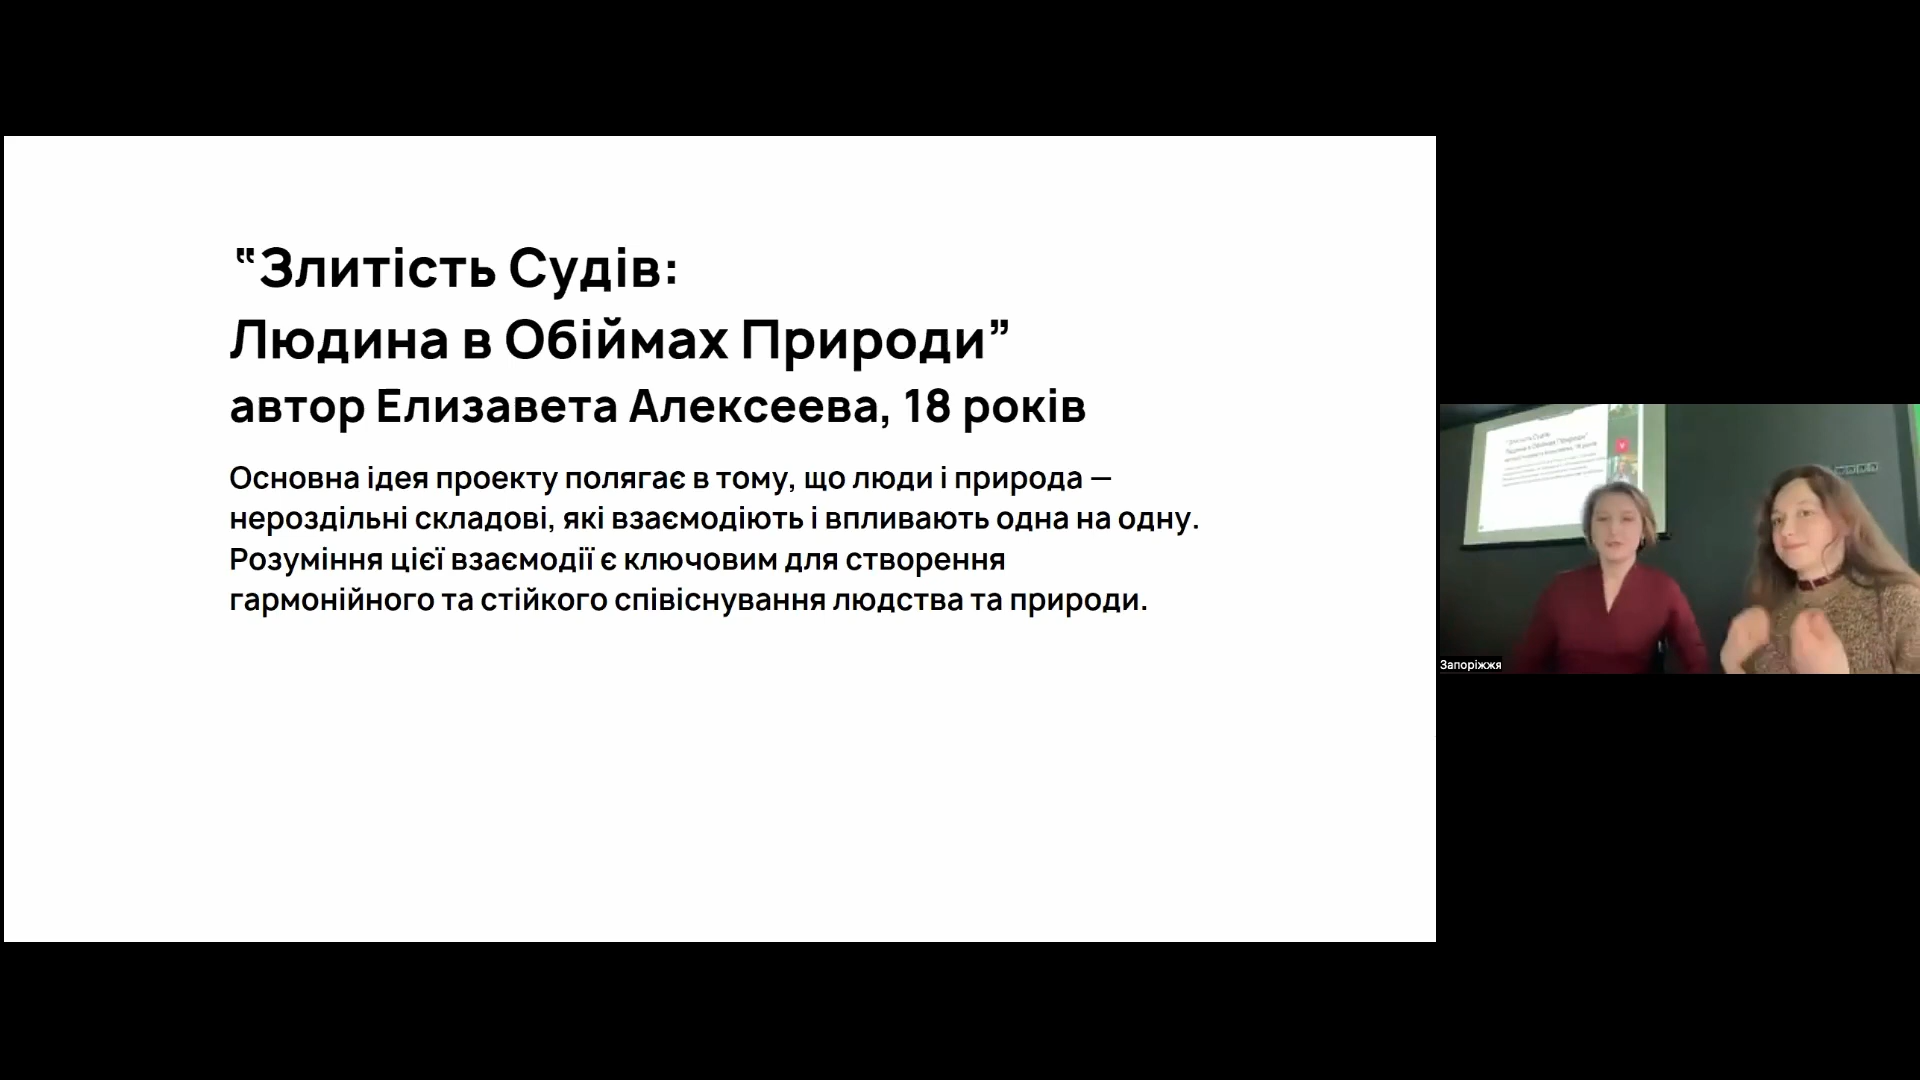 “Злитість Судів:
Людина в Обіймах Природи”
автор Елизавета Алексеева, 18 років
Основна ідея проекту полягає в тому, що люди і природа —
нероздільні складові, які взаємодіють і впливають одна на одну.
Розуміння цієї взаємодії є ключовим для створення
гармонійного та стійкого співіснування людства та природи.
Запоріжжя